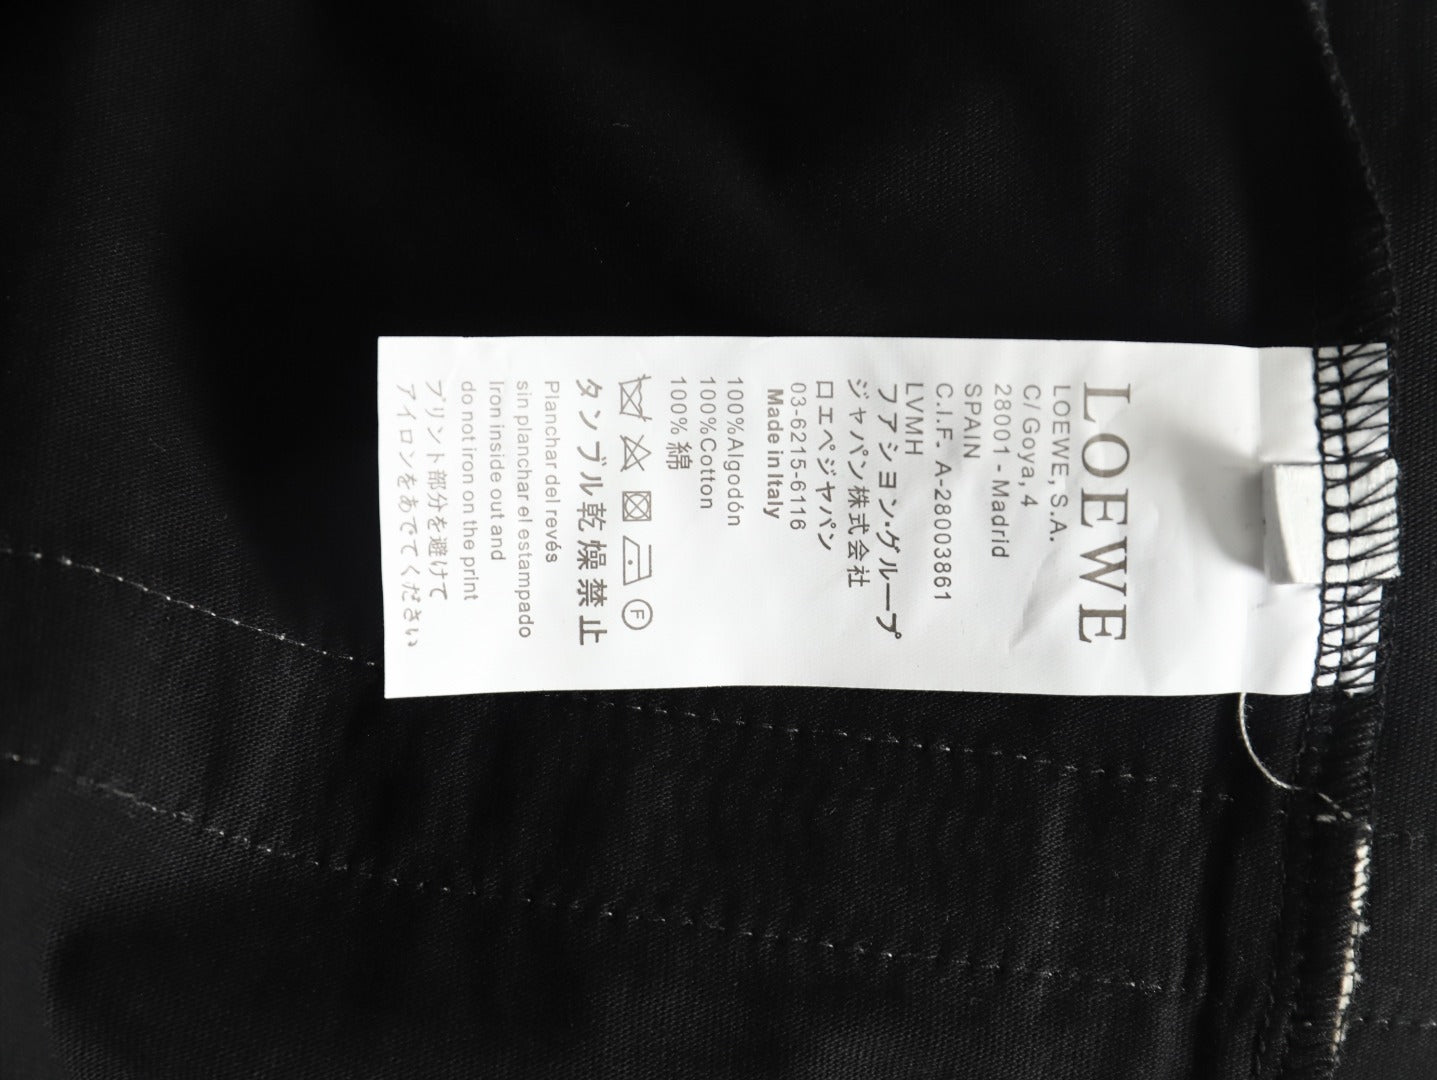 LOEWE
LOEWE, S.A.
C/Goya, 4
28001 - Madrid
SPAIN
C.I.F. A-28003861
LVMH
ファション·グループ
ジャパン株式会社
ロエペジャパン
03-6215-6116
Made in Italy
100%Algodón
100%Cotton
100% 綿
F
タンブル乾燥禁止
Planchar del revés
sin planchar el estampado
Iron inside out and
do not iron on the print
プリント部分を避けて
アイロンをあでてください